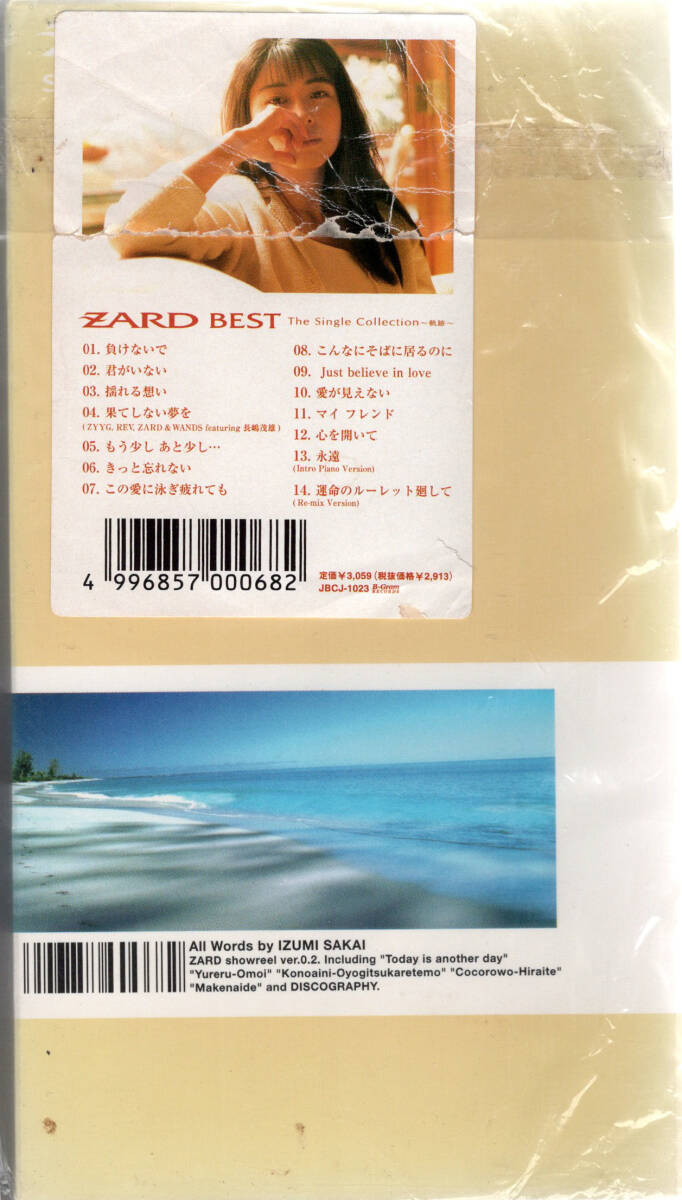 ZARD BEST The Single Collection～軌跡～
01. 負けないで
02. 君がいない
03. 揺れる想い
04. 果てしない夢を
(ZYYG, REV, ZARD & WANDS featuring 長嶋茂雄)
05. もう少し あと少し…
06. きっと忘れない
07. この愛に泳ぎ疲れても
08. こんなにそばに居るのに
09. Just believe in love
10. 愛が見えない
11. マイ フレンド
12. 心を開いて
13. 永遠
(Intro Piano Version)
14. 運命のルーレット廻して
(Re-mix Version)
4 996857 000682
定価￥3,059(税抜価格￥2,913)
JBCJ-1023 B-Gram RECORDS
All Words by IZUMI SAKAI
ZARD showreel ver.0.2. Including "Today is another day"
"Yureru-Omoi" "Konoaini-Oyogitsukaretemo" "Cocorowo-Hiraite"
"Makenaide" and DISCOGRAPHY.